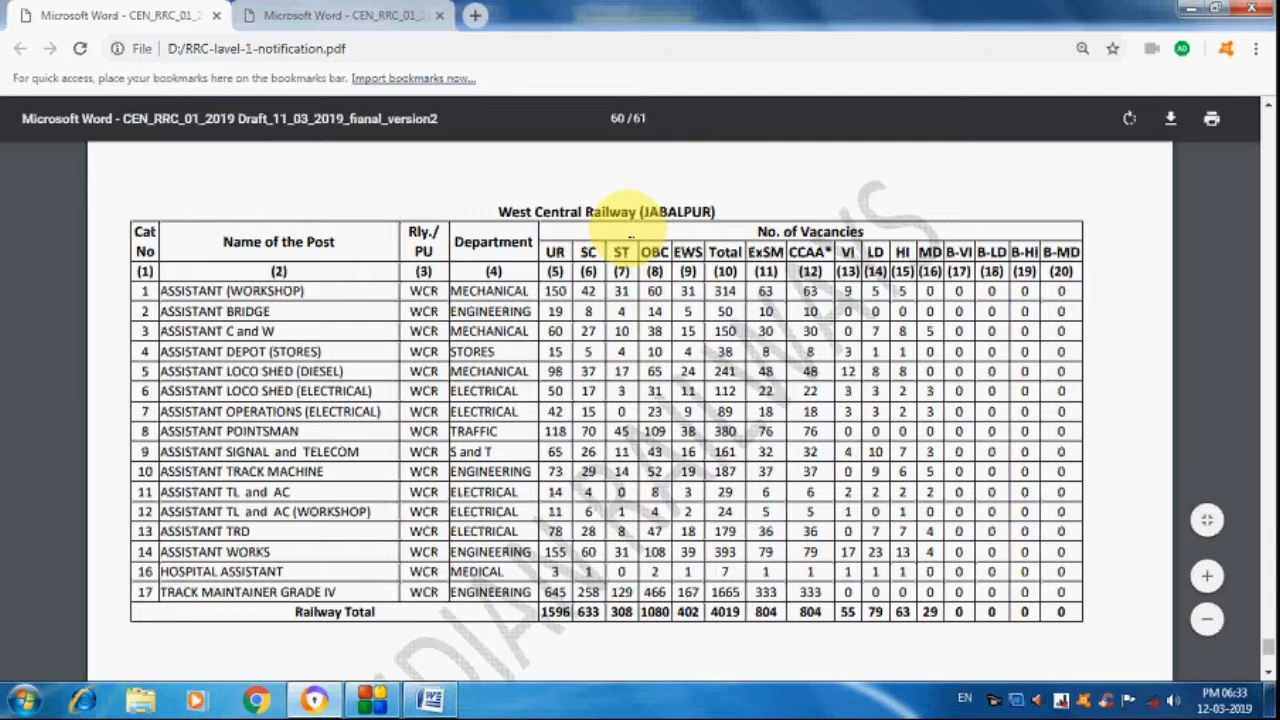 Microsoft Word - CEN_RRC_01_2 Microsoft Word - CEN_RRC_01_2
File D:/RRC-lavel-1-notification.pdf
For quick access, place your bookmarks here on the bookmarks bar. Import bookmarks now...
Microsoft Word - CEN_RRC_01_2019 Draft_11_03_2019_fianal_version2 60 / 61
West Central Railway (JABALPUR)
Cat No Name of the Post Rly./ PU Department No. of Vacancies
UR SC ST OBC EWS Total ExSM CCAA* VI LD HI MD B-VI B-LD B-HI B-MD
(1) (2) (3) (4) (5) (6) (7) (8) (9) (10) (11) (12) (13) (14) (15) (16) (17) (18) (19) (20)
1 ASSISTANT (WORKSHOP) WCR MECHANICAL 150 42 31 60 31 314 63 63 9 5 5 0 0 0 0 0
2 ASSISTANT BRIDGE WCR ENGINEERING 19 8 4 14 5 50 10 10 0 0 0 0 0 0 0 0
3 ASSISTANT C and W WCR MECHANICAL 60 27 10 38 15 150 30 30 0 7 8 5 0 0 0 0
4 ASSISTANT DEPOT (STORES) WCR STORES 15 5 4 10 4 38 8 8 3 1 1 0 0 0 0 0
5 ASSISTANT LOCO SHED (DIESEL) WCR MECHANICAL 98 37 17 65 24 241 48 48 12 8 8 0 0 0 0 0
6 ASSISTANT LOCO SHED (ELECTRICAL) WCR ELECTRICAL 50 17 3 31 11 112 22 22 3 3 2 3 0 0 0 0
7 ASSISTANT OPERATIONS (ELECTRICAL) WCR ELECTRICAL 42 15 0 23 9 89 18 18 3 3 2 3 0 0 0 0
8 ASSISTANT POINTSMAN WCR TRAFFIC 118 70 45 109 38 380 76 76 0 0 0 0 0 0 0 0
9 ASSISTANT SIGNAL and TELECOM WCR S and T 65 26 11 43 16 161 32 32 4 10 7 3 0 0 0 0
10 ASSISTANT TRACK MACHINE WCR ENGINEERING 73 29 14 52 19 187 37 37 0 9 6 5 0 0 0 0
11 ASSISTANT TL and AC WCR ELECTRICAL 14 4 0 8 3 29 6 6 2 2 2 2 0 0 0 0
12 ASSISTANT TL and AC (WORKSHOP) WCR ELECTRICAL 11 6 1 4 2 24 5 5 1 0 1 0 0 0 0 0
13 ASSISTANT TRD WCR ELECTRICAL 78 28 8 47 18 179 36 36 0 7 7 4 0 0 0 0
14 ASSISTANT WORKS WCR ENGINEERING 155 60 31 108 39 393 79 79 17 23 13 4 0 0 0 0
16 HOSPITAL ASSISTANT WCR MEDICAL 3 1 0 2 1 7 1 1 1 1 1 0 0 0 0 0
17 TRACK MAINTAINER GRADE IV WCR ENGINEERING 645 258 129 466 167 1665 333 333 0 0 0 0 0 0 0 0
Railway Total 1596 633 308 1080 402 4019 804 804 55 79 63 29 0 0 0 0
DIAN RAILWAYS
EN PM 06:33
12-03-2019